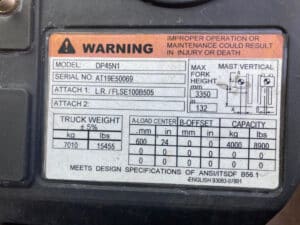 WARNING
IMPROPER OPERATION OR
MAINTENANCE COULD RESULT
IN INJURY OR DEATH
MODEL: DP45N1
SERIAL NO: AT19E50069
ATTACH 1: L.R. / FLSE100B505
ATTACH 2:
MAX
FORK
HEIGHT
mm
3350
in
132
MAST VERTICAL
TRUCK WEIGHT
±.5%
kg lbs
7010 15455
A-LOAD CENTER B-OFFSET CAPACITY
mm in mm in kg lbs
600 24 0 0 4000 8900
0 0 0 0 0 0
0 0 0 0 0 0
MEETS DESIGN SPECIFICATIONS OF ANSI/ITSDF B56.1
-ENGLISH 93063-07801